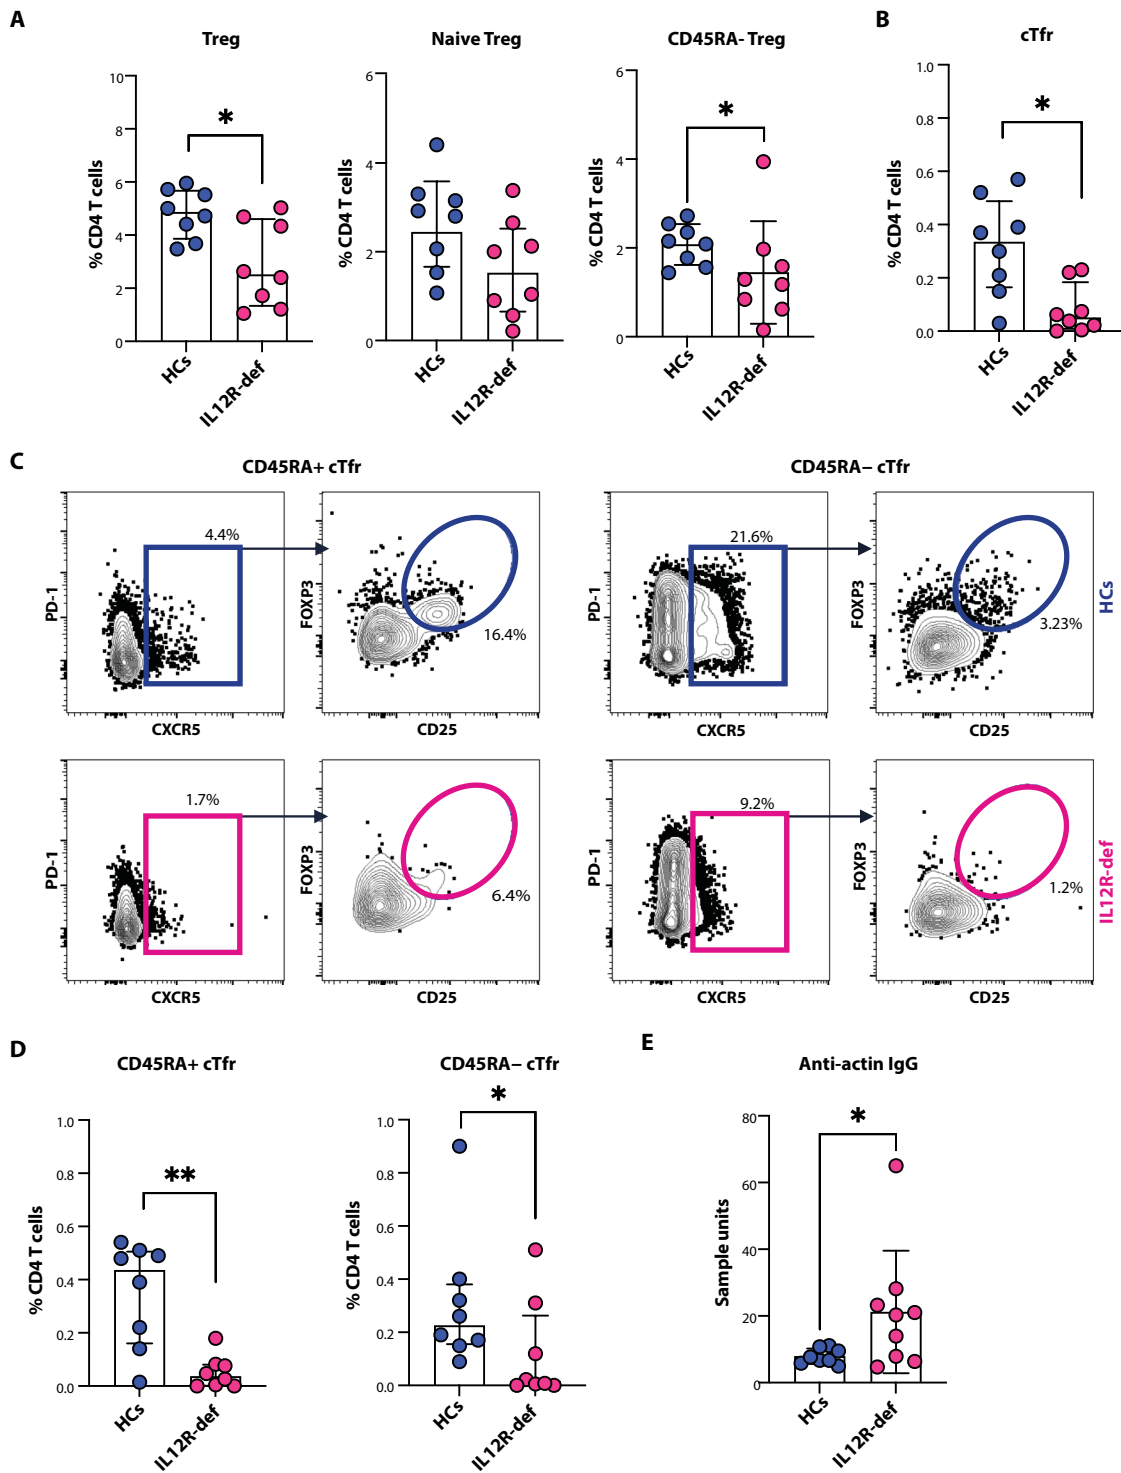 A
B
Treg
Naive Treg
CD45RA- Treg
cTfr
% CD4 T cells
10
8
6
4
2
0
*
HCs
IL12R-def
% CD4 T cells
6
4
2
0
HCs
IL12R-def
% CD4 T cells
6
4
2
0
*
HCs
IL12R-def
% CD4 T cells
1.0
0.8
0.6
0.4
0.2
0.0
*
HCs
IL12R-def
C
CD45RA+ cTfr
CD45RA– cTfr
PD-1
4.4%
CXCR5
FOXP3
16.4%
CD25
PD-1
21.6%
CXCR5
FOXP3
3.23%
CD25
HCs
PD-1
1.7%
CXCR5
FOXP3
6.4%
CD25
PD-1
9.2%
CXCR5
FOXP3
1.2%
CD25
IL12R-def
D
CD45RA+ cTfr
% CD4 T cells
1.0
0.8
0.6
0.4
0.2
0.0
**
HCs
IL12R-def
CD45RA– cTfr
% CD4 T cells
1.0
0.8
0.6
0.4
0.2
0.0
*
HCs
IL12R-def
E
Anti-actin IgG
Sample units
80
60
40
20
0
*
HCs
IL12R-def